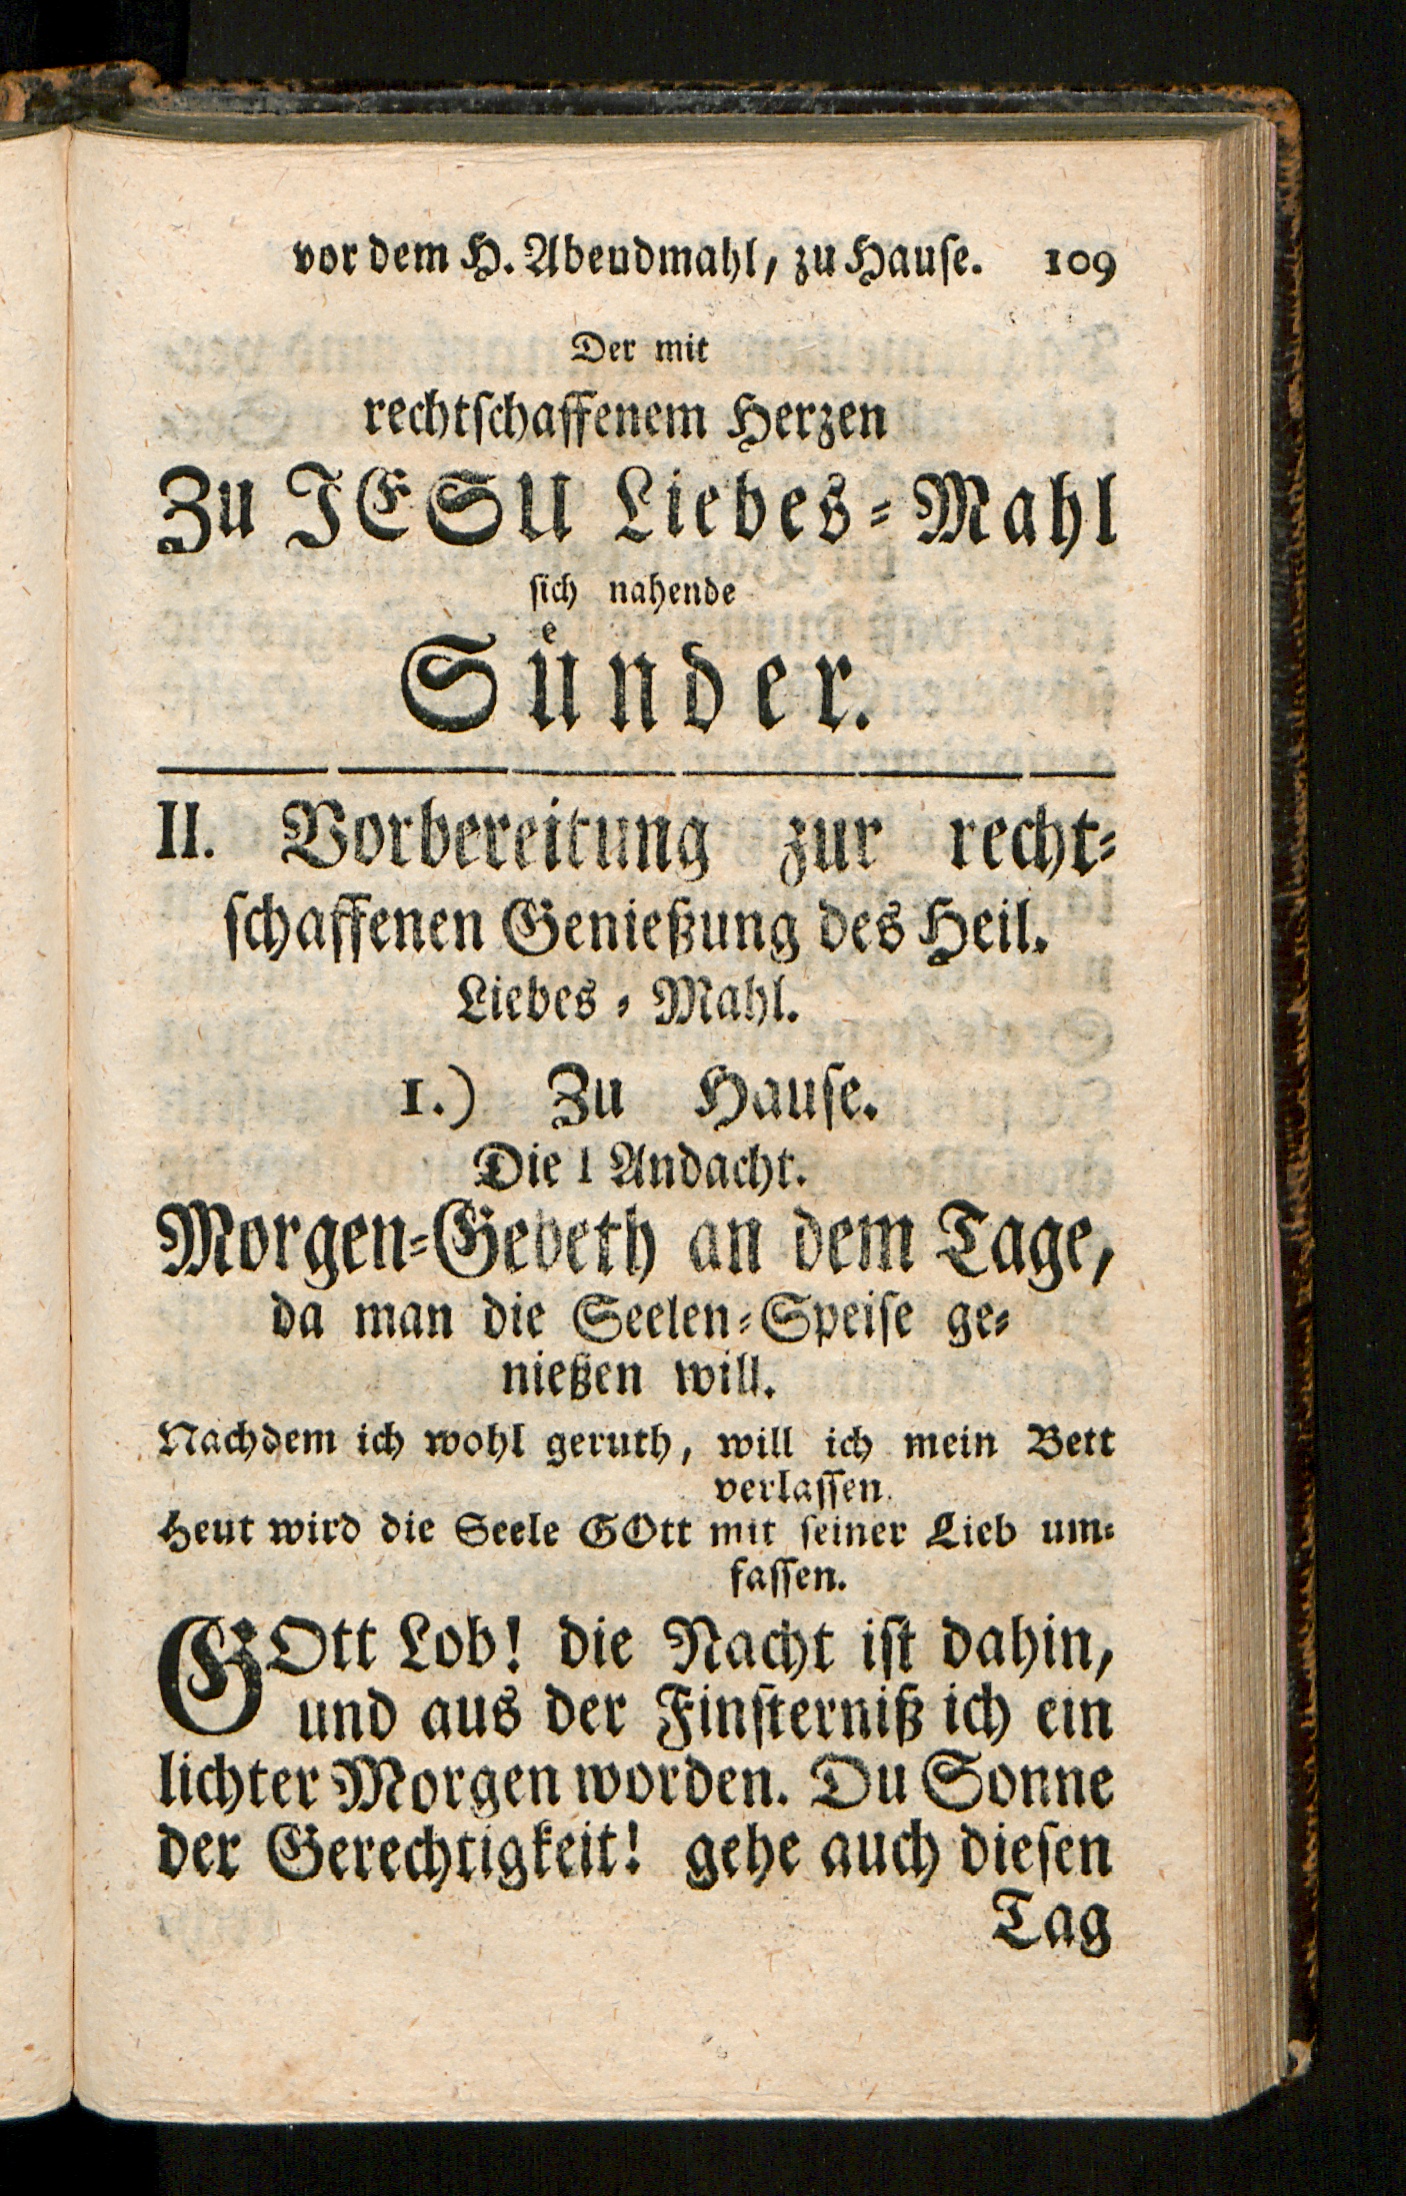 vor dem H. Abeudmahl, zu Hause. 109
Der mit
rechtſchaffenem Herzen
Zu JESU Liebes-Mahl
ſich nahende
Suͤnder.
II. Vorbereitung zur recht-
ſchaffenen Genießung des Heil.
Liebes-Mahl.
1.) Zu Hauſe.
Die 1 Andacht.
Morgen-Gebeth an dem Tage,
da man die Seelen-Speiſe ge-
nießen will.
Nachdem ich wohl geruth, will ich mein Bett
verlaſſen.
Heut wird die Seele GOtt mit ſeiner Lieb um-
faſſen.
GOtt Lob! die Nacht iſt dahin,
und aus der Finſterniß ich ein
lichter Morgen worden. Du Sonne
der Gerechtigkeit! gehe auch dieſen
Tag